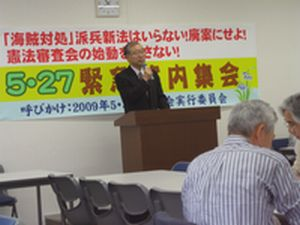 「海賊対処」派兵新法はいらない!廃案にせよ!
憲法審査会の始動を さない!
5・27 緊 内集会
呼びかけ:2009年5・ 会実行委員会